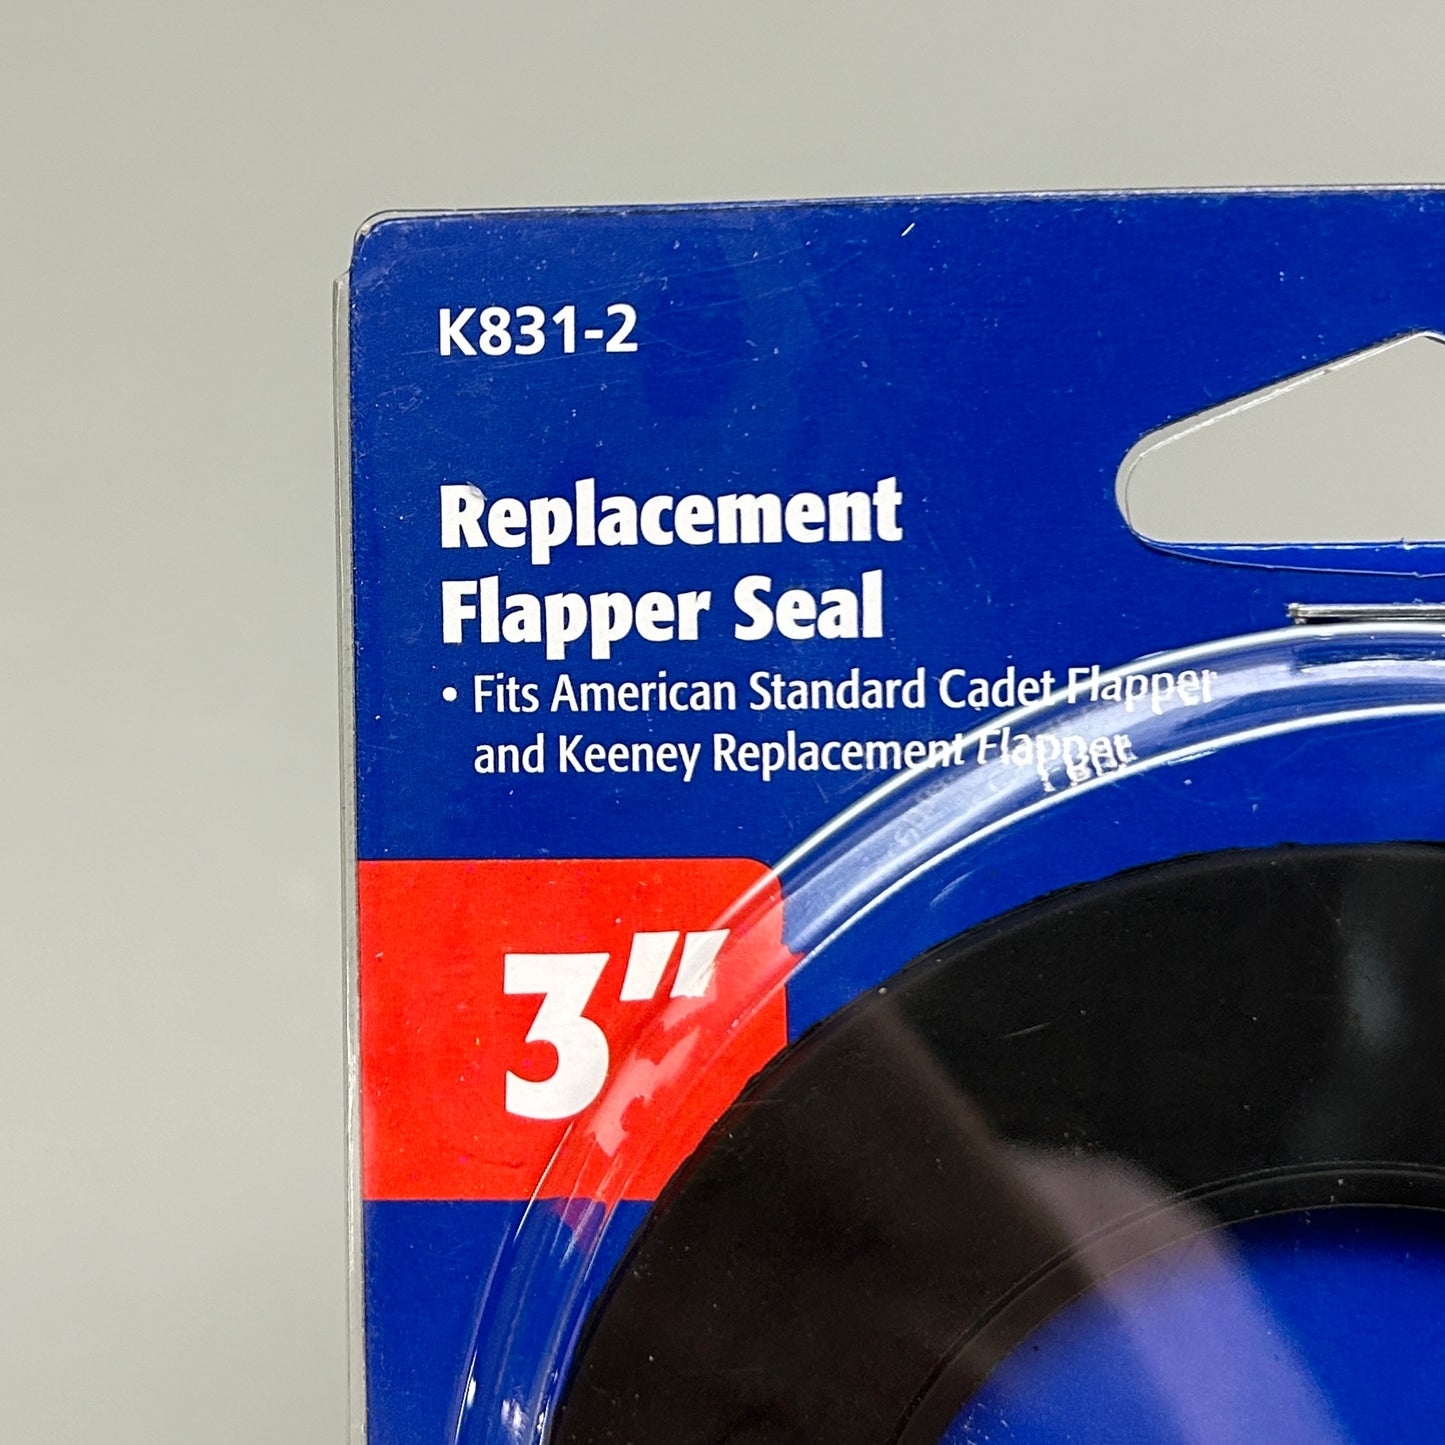 K831-2
Replacement
Flapper Seal
• Fits American Standard Cadet Flapper
and Keeney Replacement Flapper
3"